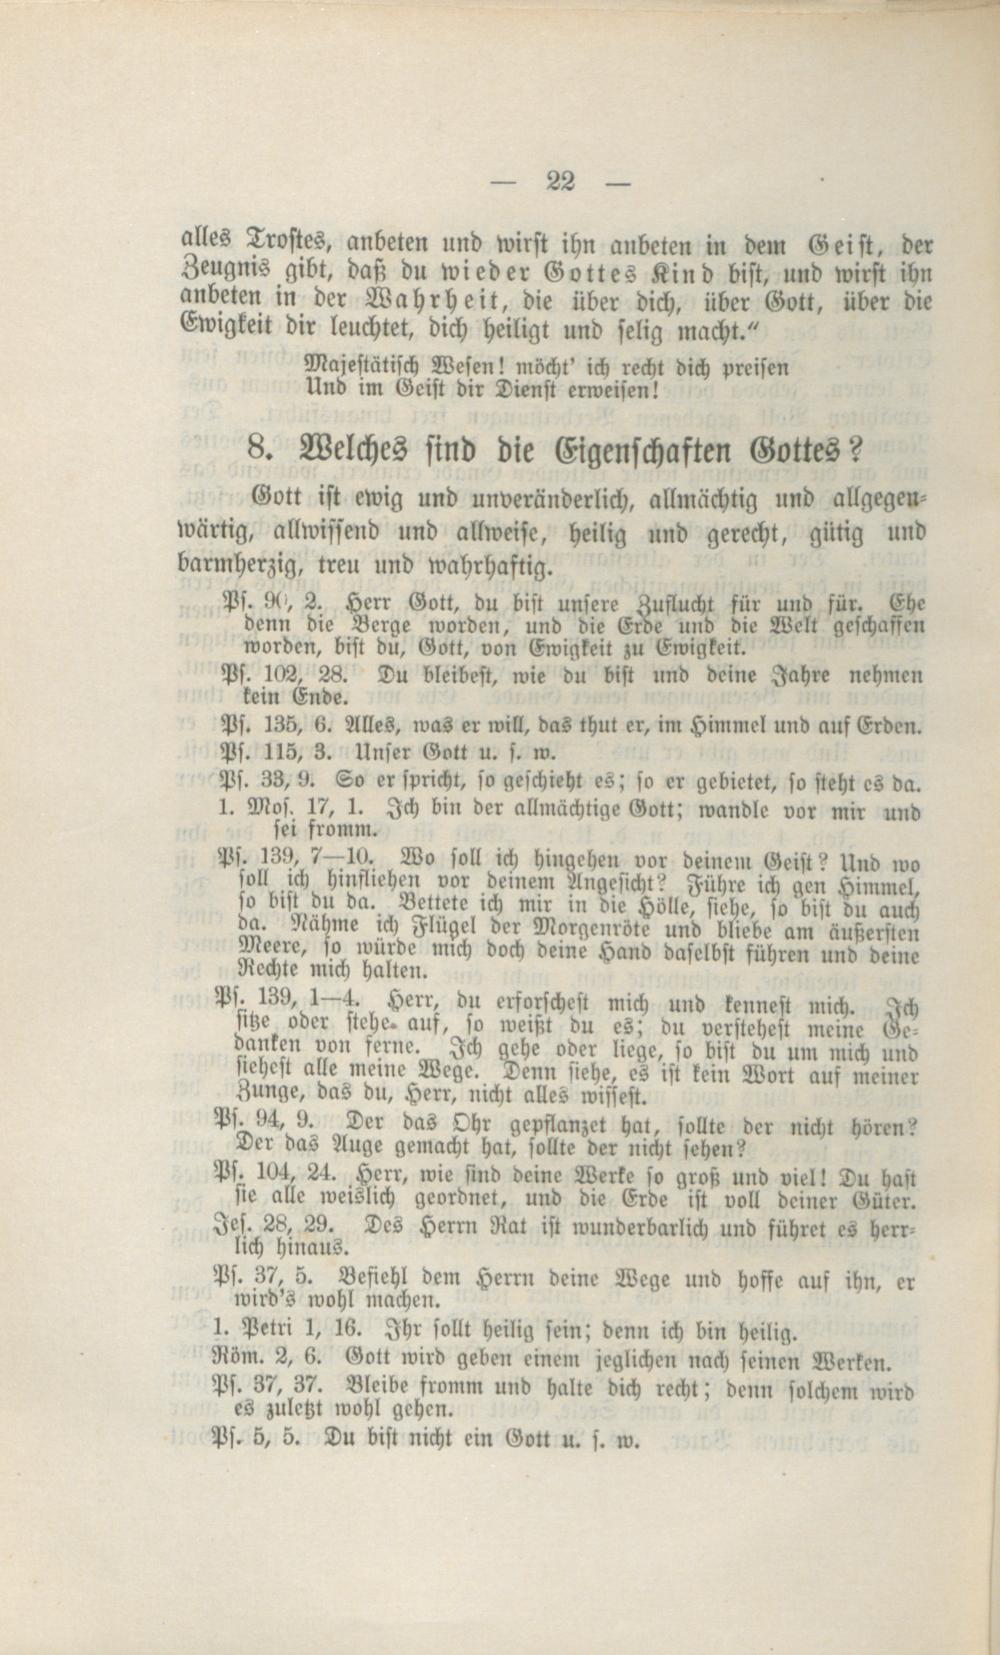 — 22 —
alles Trostes, anbeten und wirst ihn anbeten in dem Geist, der
Zeugnis gibt, daß du wieder Gottes Kind bist, und wirst ihn
anbeten in der Wahrheit, die über dich, über Gott, über die
Ewigkeit dir leuchtet, dich heiligt und selig macht."
Majestätisch Wesen! möcht' ich recht dich preisen
Und im Geist dir Dienst erweisen!
8. Welches sind die Eigenschaften Gottes?
Gott ist ewig und unveränderlich, allmächtig und allgegen-
wärtig, allwissend und allweise, heilig und gerecht, gütig und
barmherzig, treu und wahrhaftig.
Ps. 90, 2. Herr Gott, du bist unsere Zuflucht für und für. Ehe
denn die Berge worden, und die Erde und die Welt geschaffen
worden, bist du, Gott, von Ewigkeit zu Ewigkeit.
Ps. 102, 28. Du bleibest, wie du bist und deine Jahre nehmen
kein Ende.
Ps. 135, 6. Alles, was er will, das thut er, im Himmel und auf Erden.
Ps. 115, 3. Unser Gott u. s. w.
Ps. 33, 9. So er spricht, so geschieht es; so er gebietet, so steht es da.
1. Mos. 17, 1. Ich bin der allmächtige Gott; wandle vor mir und
sei fromm.
Ps. 139, 7—10. Wo soll ich hingehen vor deinem Geist? Und wo
soll ich hinfliehen vor deinem Angesicht? Führe ich gen Himmel,
so bist du da. Bettete ich mir in die Hölle, siehe, so bist du auch
da. Nähme ich Flügel der Morgenröte und bliebe am äußersten
Meere, so würde mich doch deine Hand daselbst führen und deine
Rechte mich halten.
Ps. 139, 1—4. Herr, du erforschest mich und kennest mich. Ich
sitze oder stehe auf, so weißt du es; du verstehest meine Ge-
danken von ferne. Ich gehe oder liege, so bist du um mich und
siehest alle meine Wege. Denn siehe, es ist kein Wort auf meiner
Zunge, das du, Herr, nicht alles wissest.
Ps. 94, 9. Der das Ohr gepflanzet hat, sollte der nicht hören?
Der das Auge gemacht hat, sollte der nicht sehen?
Ps. 104, 24. Herr, wie sind deine Werke so groß und viel! Du hast
sie alle weislich geordnet, und die Erde ist voll deiner Güter.
Jes. 28, 29. Des Herrn Rat ist wunderbarlich und führet es herr-
lich hinaus.
Ps. 37, 5. Befiehl dem Herrn deine Wege und hoffe auf ihn, er
wird's wohl machen.
1. Petri 1, 16. Ihr sollt heilig sein; denn ich bin heilig.
Röm. 2, 6. Gott wird geben einem jeglichen nach seinen Werken.
Ps. 37, 37. Bleibe fromm und halte dich recht; denn solchem wird
es zuletzt wohl gehen.
Ps. 5, 5. Du bist nicht ein Gott u. s. w.